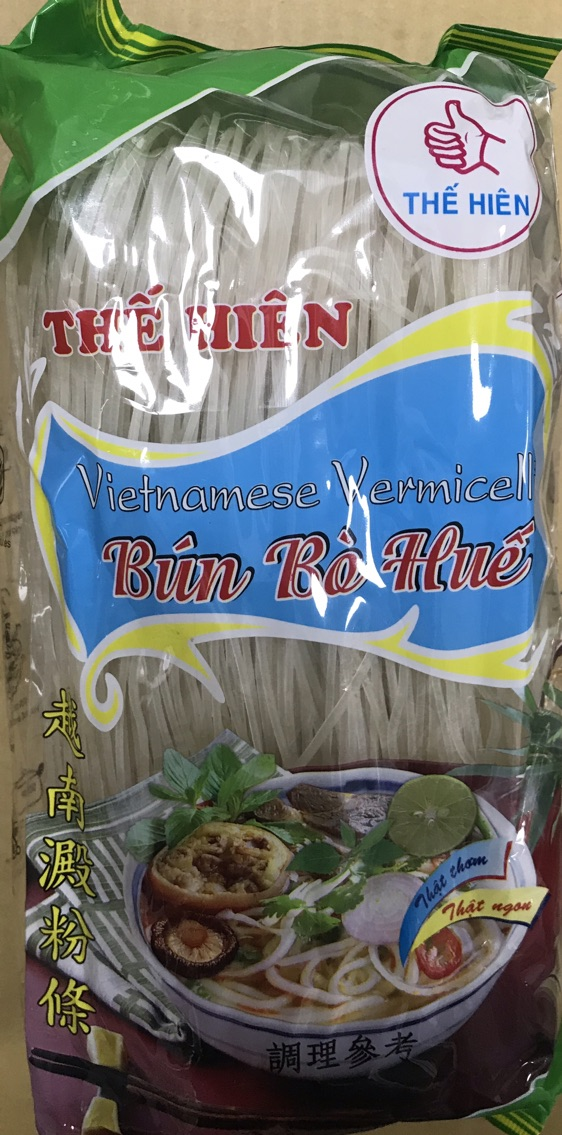 THẾ HIÊN
THẾ HIÊN
Vietnamese Vermicelli
Bún Bò Huế
越南澱粉條
Thật thơm
Thật ngon
調理參考